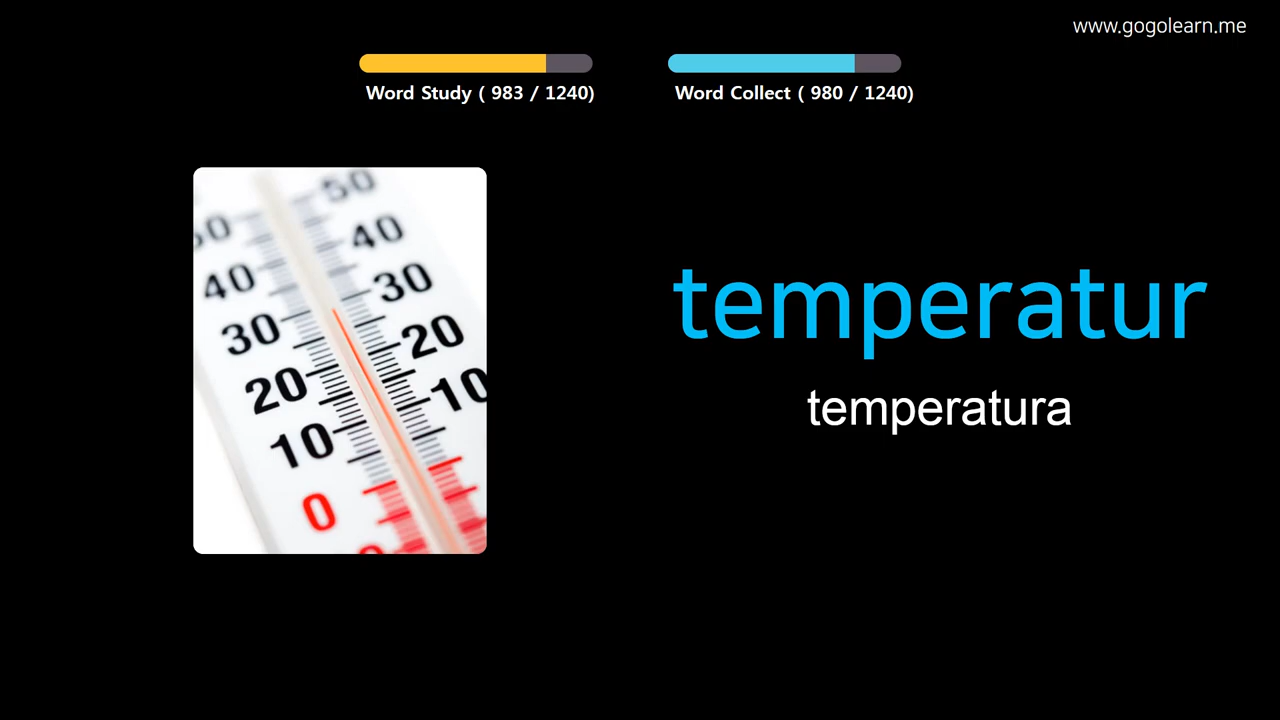 www.gogolearn.me
Word Study ( 983 / 1240)
Word Collect ( 980 / 1240)
50
40
30
20
10
40
30
20
10
0
temperatur
temperatura